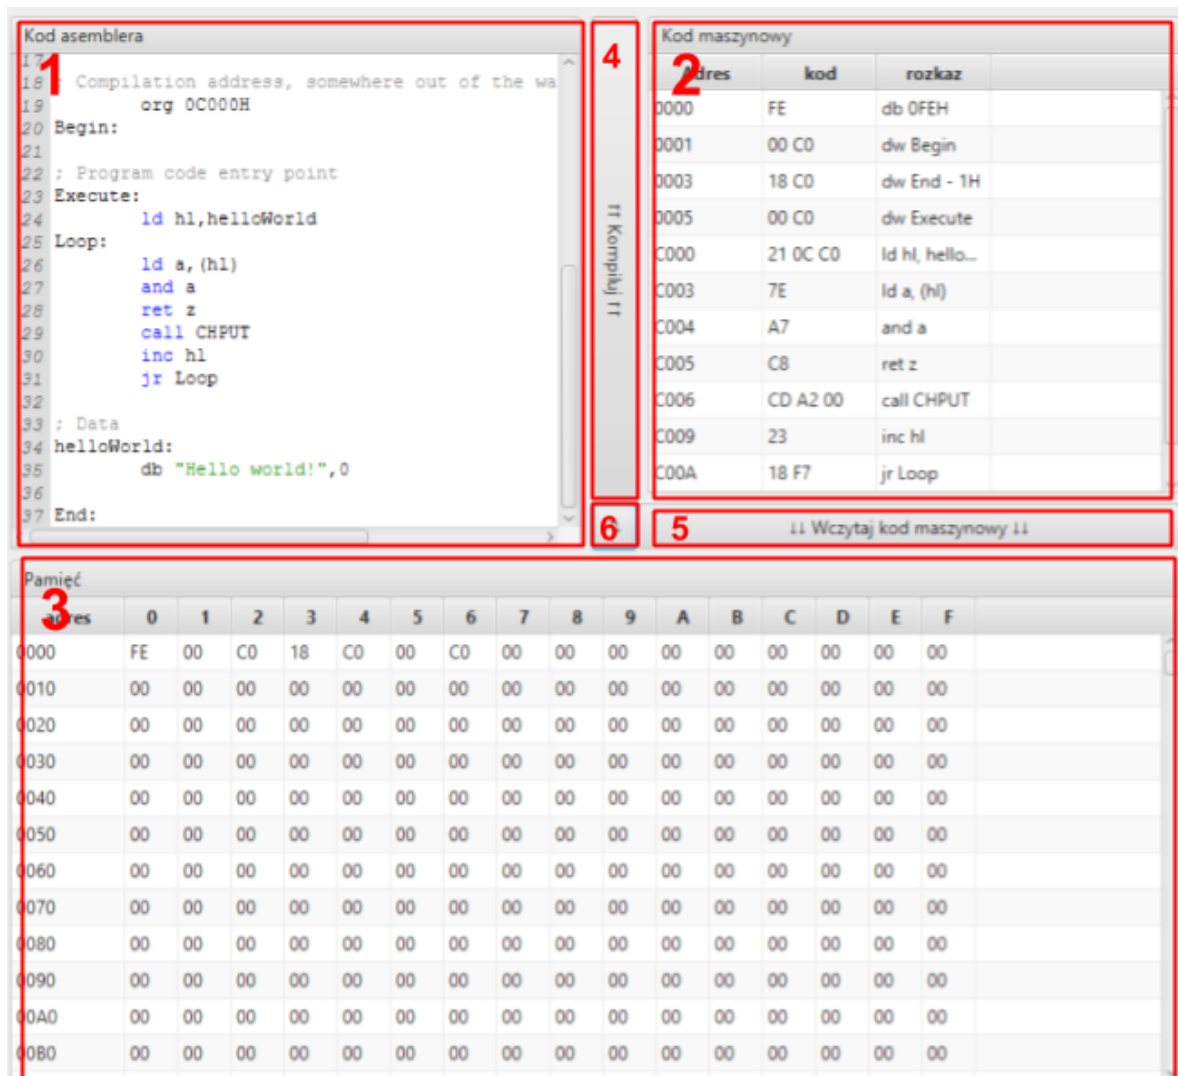 Kod asemblera
1
17
18 ; Compilation address, somewhere out of the wa
19 org 0C000H
20 Begin:
21
22 ; Program code entry point
23 Execute:
24 ld hl,helloWorld
25 Loop:
26 ld a,(hl)
27 and a
28 ret z
29 call CHPUT
30 inc hl
31 jr Loop
32
33 ; Data
34 helloWorld:
35 db "Hello world!",0
36
37 End:
4
↑↑ Kompiluj ↑↑
6
Kod maszynowy
2
Adres kod rozkaz
0000 FE db 0FEH
0001 00 C0 dw Begin
0003 18 C0 dw End - 1H
0005 00 C0 dw Execute
C000 21 0C C0 ld hl, hello...
C003 7E ld a, (hl)
C004 A7 and a
C005 C8 ret z
C006 CD A2 00 call CHPUT
C009 23 inc hl
C00A 18 F7 jr Loop
5
↓↓ Wczytaj kod maszynowy ↓↓
Pamięć
3
adres 0 1 2 3 4 5 6 7 8 9 A B C D E F
0000 FE 00 C0 18 C0 00 C0 00 00 00 00 00 00 00 00 00
0010 00 00 00 00 00 00 00 00 00 00 00 00 00 00 00 00
0020 00 00 00 00 00 00 00 00 00 00 00 00 00 00 00 00
0030 00 00 00 00 00 00 00 00 00 00 00 00 00 00 00 00
0040 00 00 00 00 00 00 00 00 00 00 00 00 00 00 00 00
0050 00 00 00 00 00 00 00 00 00 00 00 00 00 00 00 00
0060 00 00 00 00 00 00 00 00 00 00 00 00 00 00 00 00
0070 00 00 00 00 00 00 00 00 00 00 00 00 00 00 00 00
0080 00 00 00 00 00 00 00 00 00 00 00 00 00 00 00 00
0090 00 00 00 00 00 00 00 00 00 00 00 00 00 00 00 00
00A0 00 00 00 00 00 00 00 00 00 00 00 00 00 00 00 00
00B0 00 00 00 00 00 00 00 00 00 00 00 00 00 00 00 00